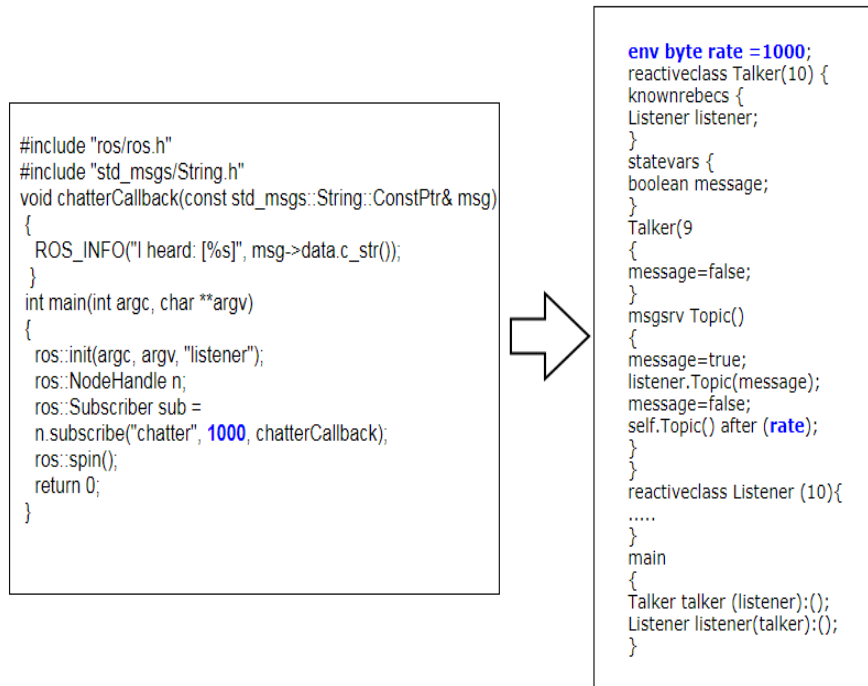 #include "ros/ros.h"
#include "std_msgs/String.h"
void chatterCallback(const std_msgs::String::ConstPtr& msg)
{
ROS_INFO("I heard: [%s]", msg->data.c_str());
}
int main(int argc, char **argv)
{
ros::init(argc, argv, "listener");
ros::NodeHandle n;
ros::Subscriber sub =
n.subscribe("chatter", 1000, chatterCallback);
ros::spin();
return 0;
}
env byte rate =1000;
reactiveclass Talker(10) {
knownrebecs {
Listener listener;
}
statevars {
boolean message;
}
Talker(9
{
message=false;
}
msgsrv Topic()
{
message=true;
listener.Topic(message);
message=false;
self.Topic() after (rate);
}
}
reactiveclass Listener (10){
.....
}
main
{
Talker talker (listener):();
Listener listener(talker):();
}